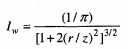 I_w = (1/π) / [1+2(r/z)²]^{3/2}